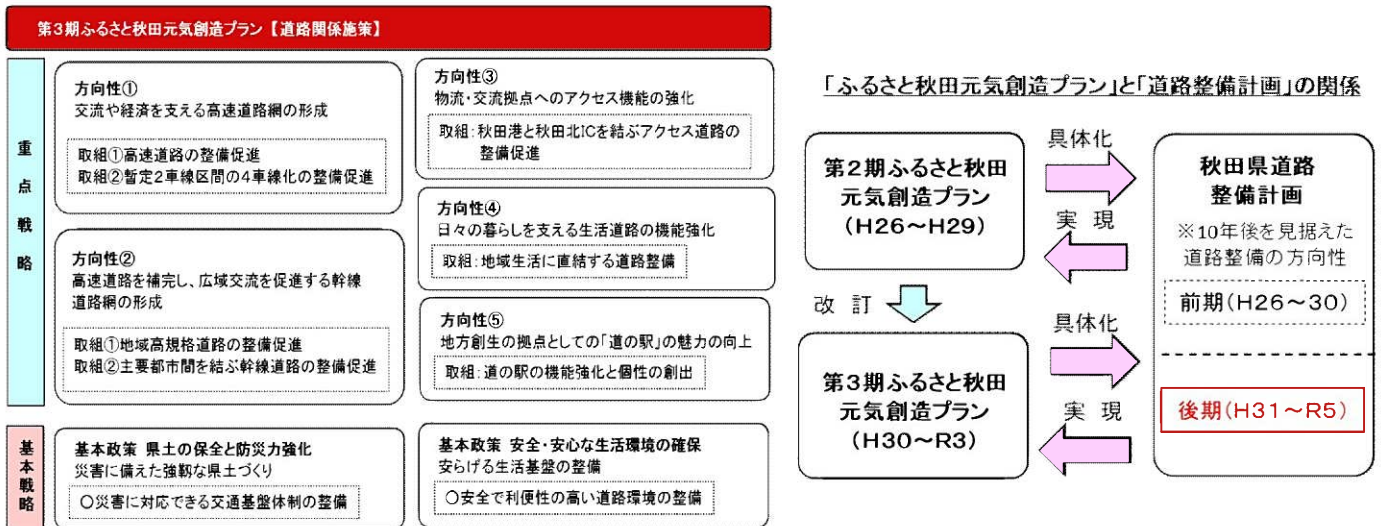 第3期ふるさと秋田元気創造プラン【道路関係施策】
重点戦略
方向性①
交流や経済を支える高速道路網の形成
取組①高速道路の整備促進
取組②暫定2車線区間の4車線化の整備促進
方向性②
高速道路を補完し、広域交流を促進する幹線
道路網の形成
取組①地域高規格道路の整備促進
取組②主要都市間を結ぶ幹線道路の整備促進
方向性③
物流・交流拠点へのアクセス機能の強化
取組:秋田港と秋田北ICを結ぶアクセス道路の
整備促進
方向性④
日々の暮らしを支える生活道路の機能強化
取組:地域生活に直結する道路整備
方向性⑤
地方創生の拠点としての「道の駅」の魅力の向上
取組:道の駅の機能強化と個性の創出
基本戦略
基本政策 県土の保全と防災力強化
災害に備えた強靱な県土づくり
○災害に対応できる交通基盤体制の整備
基本政策 安全・安心な生活環境の確保
安らげる生活基盤の整備
○安全で利便性の高い道路環境の整備
「ふるさと秋田元気創造プラン」と「道路整備計画」の関係
第2期ふるさと秋田
元気創造プラン
(H26~H29)
具体化
実 現
改 訂
第3期ふるさと秋田
元気創造プラン
(H30~R3)
具体化
実 現
秋田県道路
整備計画
※10年後を見据えた
道路整備の方向性
前期(H26~30)
後期(H31~R5)